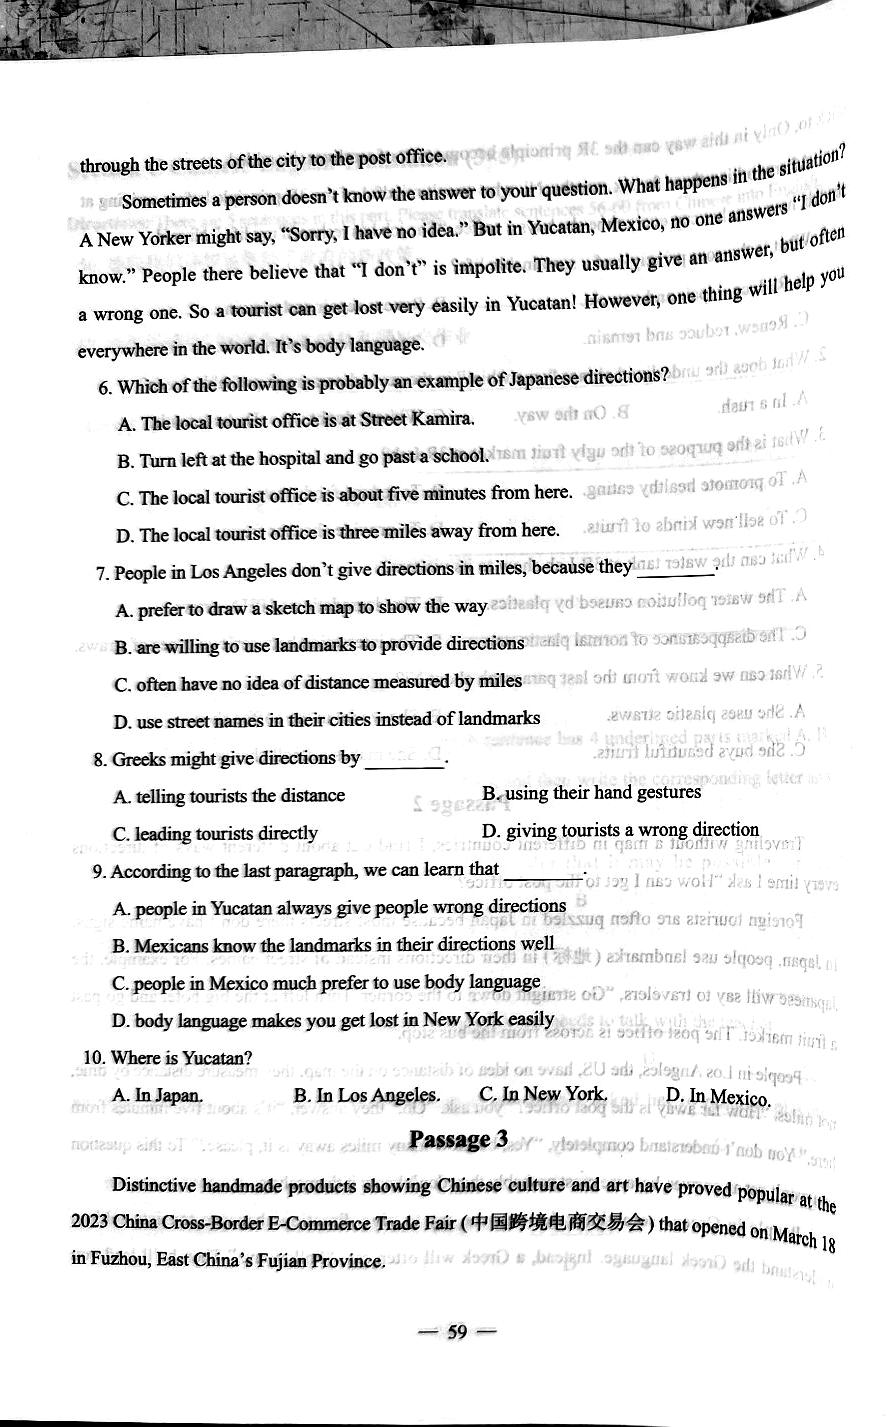 through the streets of the city to the post office.
Sometimes a person doesn't know the answer to your question. What happens in the situation?
A New Yorker might say, “Sorry, I have no idea.” But in Yucatan, Mexico, no one answers “I don't
know.” People there believe that “I don't” is impolite. They usually give an answer, but often
a wrong one. So a tourist can get lost very easily in Yucatan! However, one thing will help you
everywhere in the world. It's body language.
6. Which of the following is probably an example of Japanese directions?
A. The local tourist office is at Street Kamira.
B. Turn left at the hospital and go past a school.
C. The local tourist office is about five minutes from here.
D. The local tourist office is three miles away from here.
7. People in Los Angeles don't give directions in miles, because they ________.
A. prefer to draw a sketch map to show the way
B. are willing to use landmarks to provide directions
C. often have no idea of distance measured by miles
D. use street names in their cities instead of landmarks
8. Greeks might give directions by ________.
A. telling tourists the distance B. using their hand gestures
C. leading tourists directly D. giving tourists a wrong direction
9. According to the last paragraph, we can learn that ________.
A. people in Yucatan always give people wrong directions
B. Mexicans know the landmarks in their directions well
C. people in Mexico much prefer to use body language
D. body language makes you get lost in New York easily
10. Where is Yucatan?
A. In Japan. B. In Los Angeles. C. In New York. D. In Mexico.
Passage 3
Distinctive handmade products showing Chinese culture and art have proved popular at the
2023 China Cross-Border E-Commerce Trade Fair (中国跨境电商交易会) that opened on March 18
in Fuzhou, East China's Fujian Province.
— 59 —